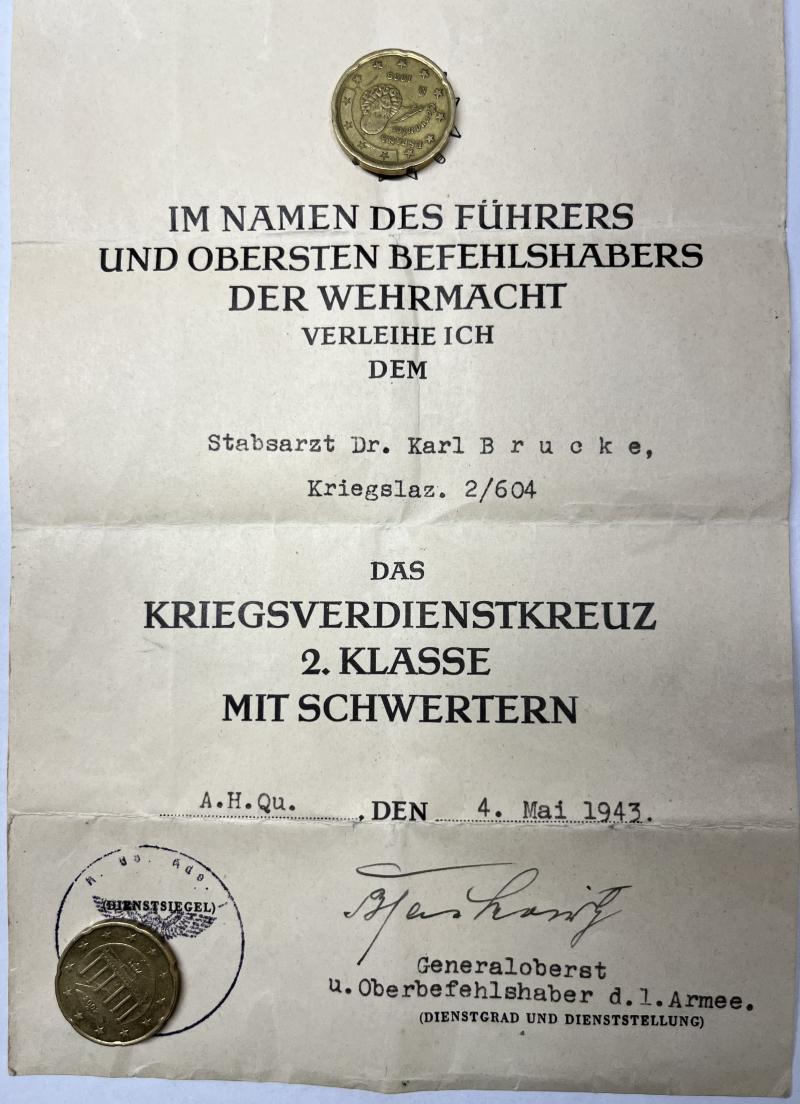 IM NAMEN DES FÜHRERS
UND OBERSTEN BEFEHLSHABERS
DER WEHRMACHT
VERLEIHE ICH
DEM
Stabsarzt Dr. Karl B r u c k e,
Kriegslaz. 2/604
DAS
KRIEGSVERDIENSTKREUZ
2. KLASSE
MIT SCHWERTERN
A.H.Qu. , DEN 4. Mai 1943.
(DIENSTSIEGEL)
Generaloberst
u. Oberbefehlshaber d.1.Armee.
(DIENSTGRAD UND DIENSTSTELLUNG)